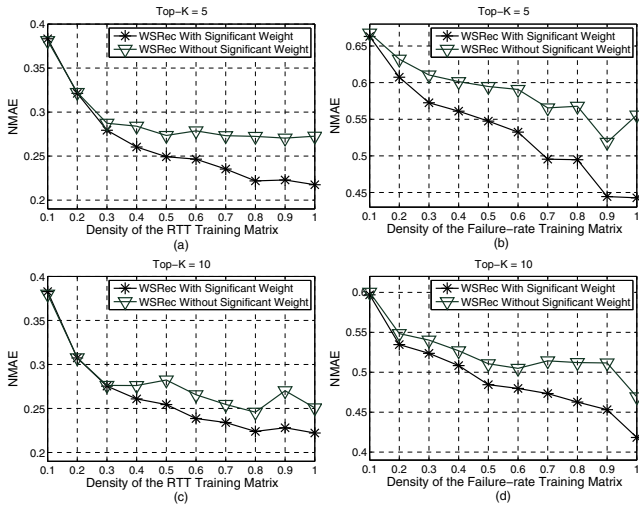 Top-K = 5
WSRec With Significant Weight
WSRec Without Significant Weight
NMAE
0.4
0.35
0.3
0.25
0.2
0.1 0.2 0.3 0.4 0.5 0.6 0.7 0.8 0.9 1
Density of the RTT Training Matrix
(a)
Top-K = 5
WSRec With Significant Weight
WSRec Without Significant Weight
NMAE
0.65
0.6
0.55
0.5
0.45
0.1 0.2 0.3 0.4 0.5 0.6 0.7 0.8 0.9 1
Density of the Failure-rate Training Matrix
(b)
Top-K = 10
WSRec With Significant Weight
WSRec Without Significant Weight
NMAE
0.4
0.35
0.3
0.25
0.2
0.1 0.2 0.3 0.4 0.5 0.6 0.7 0.8 0.9 1
Density of the RTT Training Matrix
(c)
Top-K = 10
WSRec With Significant Weight
WSRec Without Significant Weight
NMAE
0.55
0.5
0.45
0.4
0.1 0.2 0.3 0.4 0.5 0.6 0.7 0.8 0.9 1
Density of the Failure-rate Training Matrix
(d)